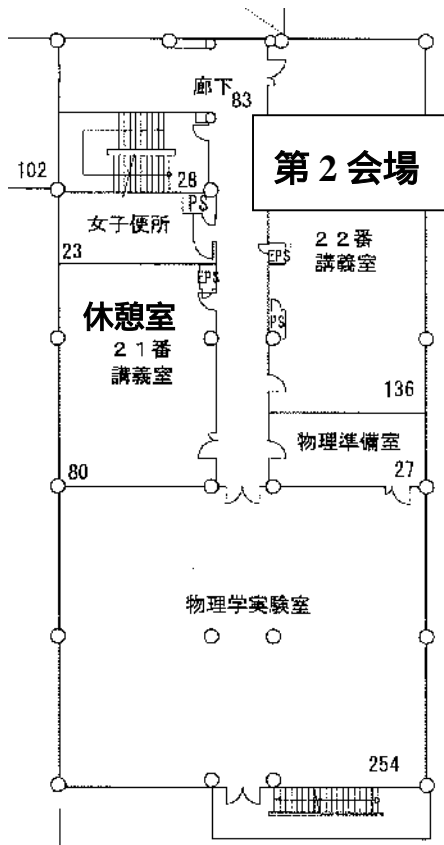 廊下
83
第２会場
102
28
PS
女子便所
23
２２番
講義室
EPS
EPS
休憩室
２１番
講義室
PS
136
物理準備室
27
80
物理学実験室
254